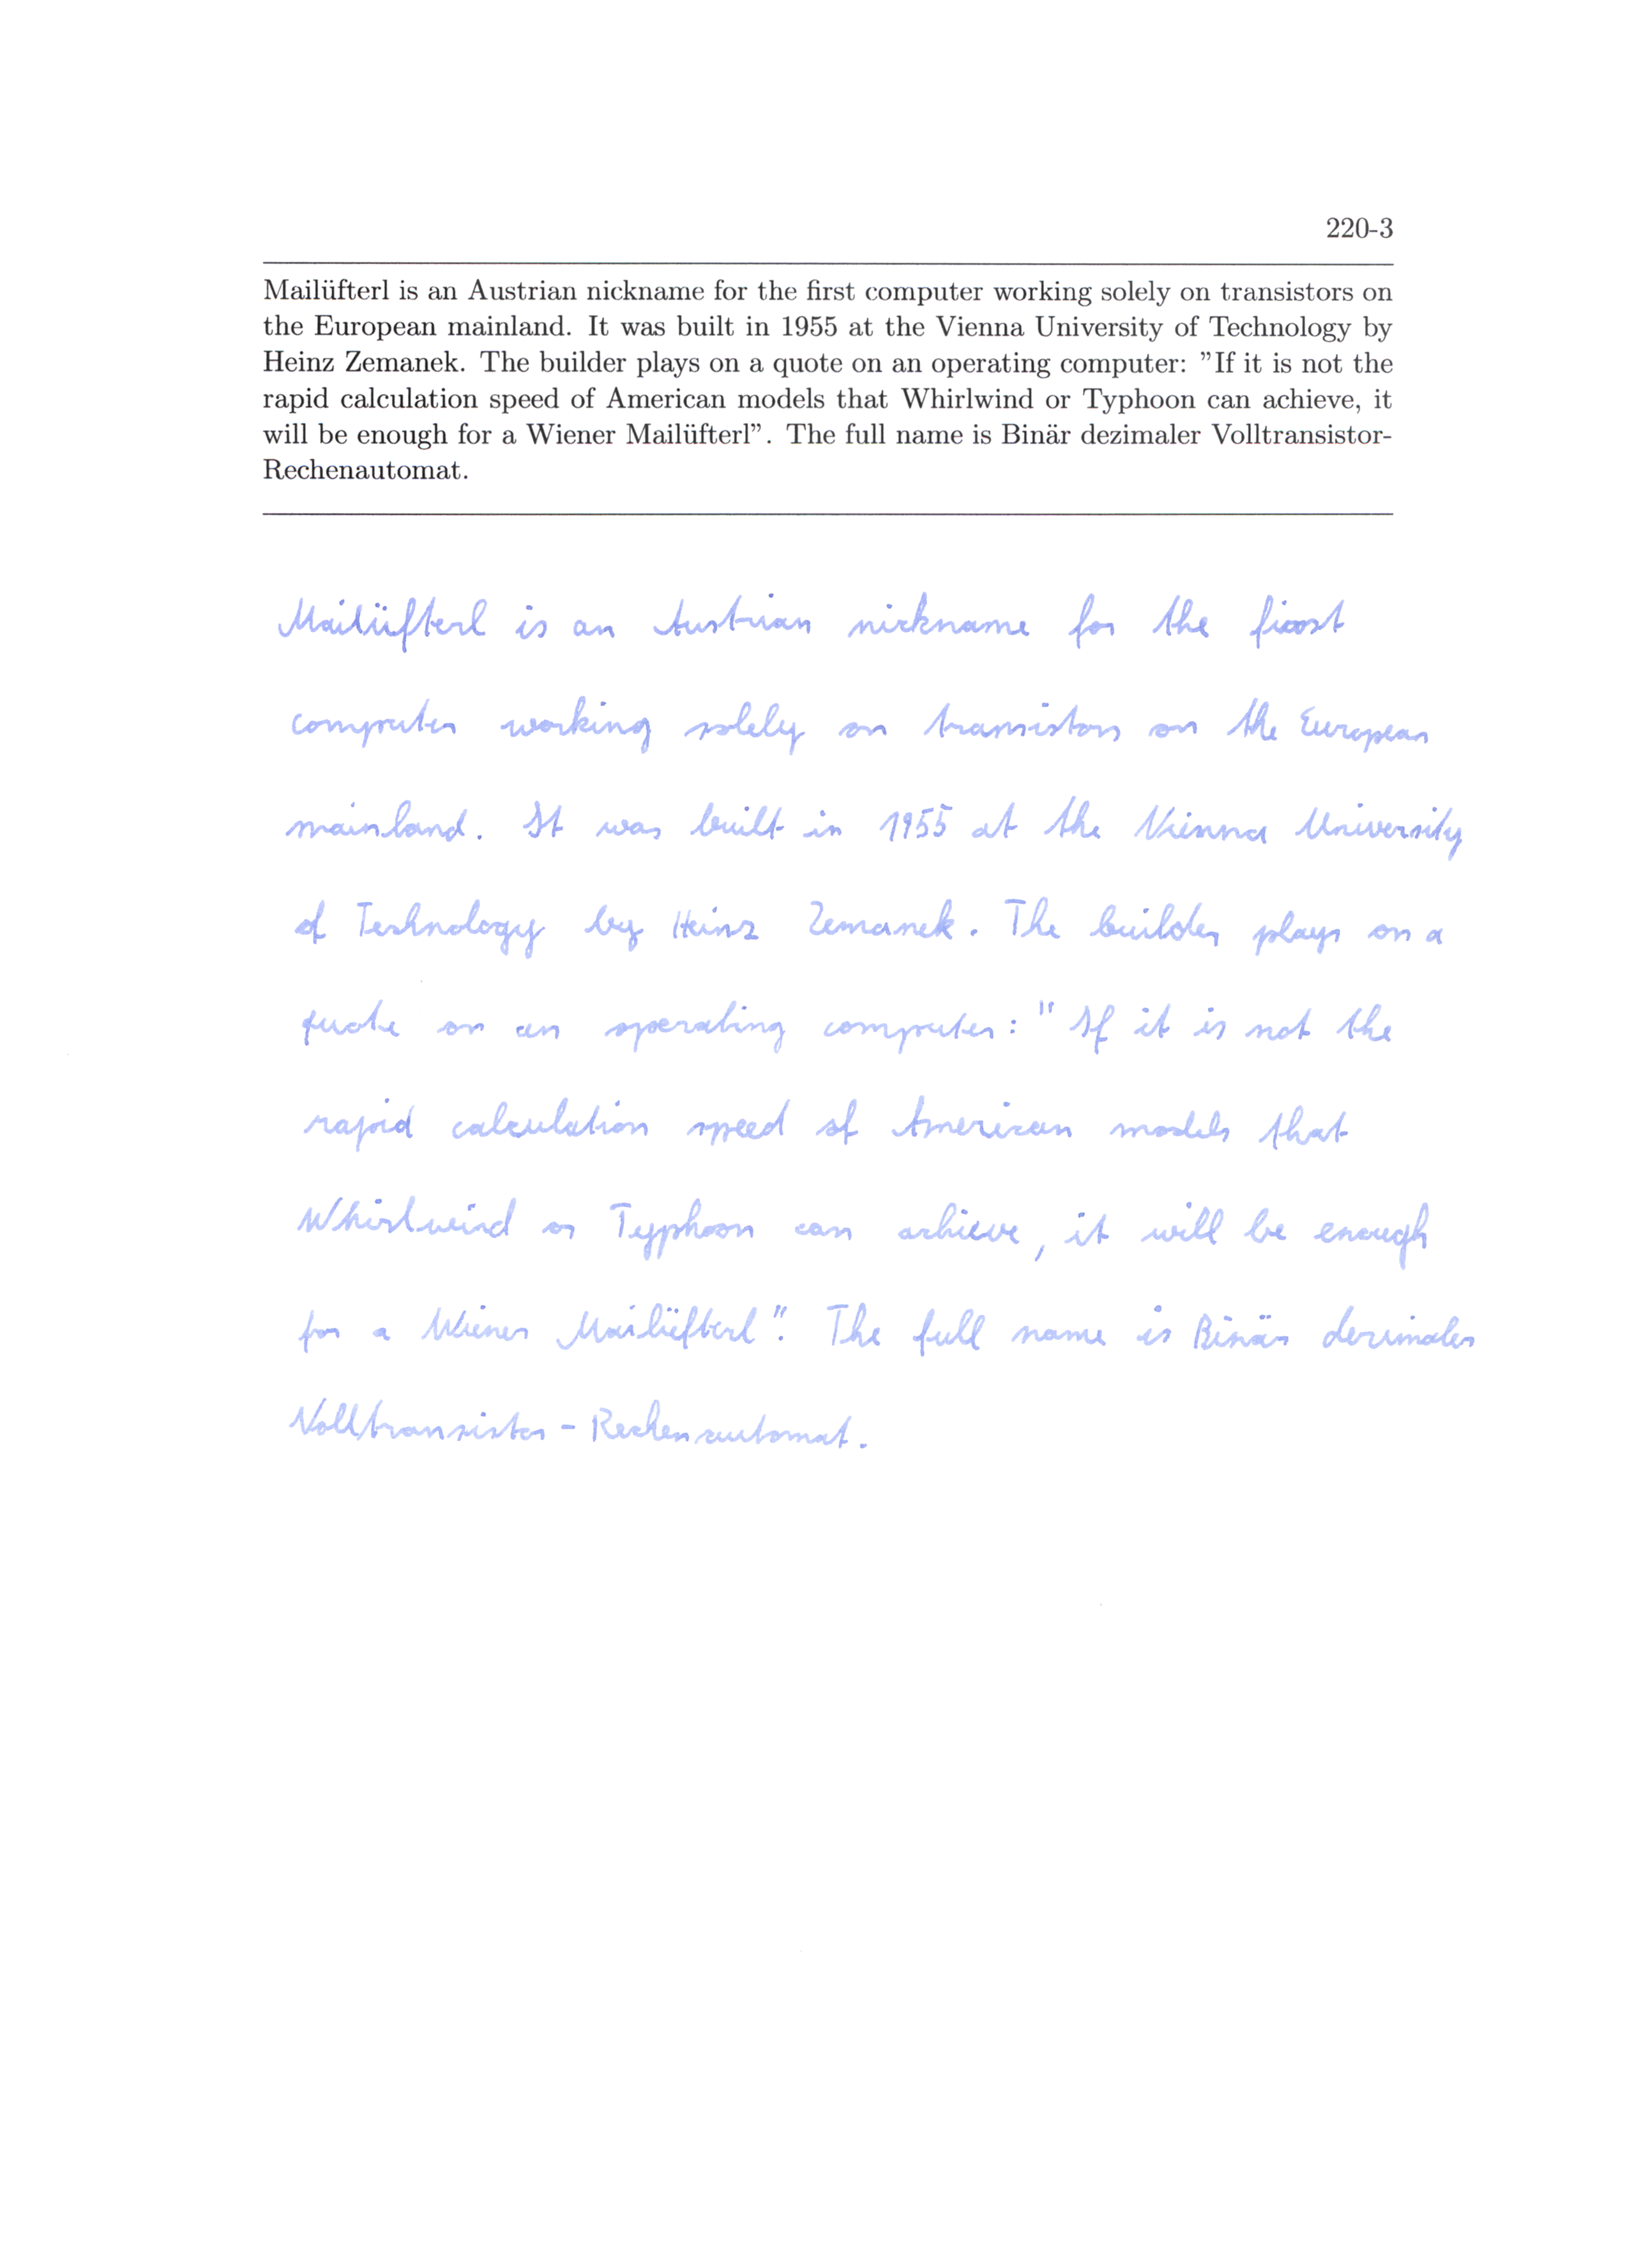 220-3
Mailüfterl is an Austrian nickname for the first computer working solely on transistors on
the European mainland. It was built in 1955 at the Vienna University of Technology by
Heinz Zemanek. The builder plays on a quote on an operating computer: ”If it is not the
rapid calculation speed of American models that Whirlwind or Typhoon can achieve, it
will be enough for a Wiener Mailüfterl”. The full name is Binär dezimaler Volltransistor-
Rechenautomat.
Mailüfterl is an Austrian nickname for the first
computer working solely on transistors on the European
mainland. It was built in 1955 at the Vienna University
of Technology by Heinz Zemanek. The builder plays on a
quote on an operating computer: "If it is not the
rapid calculation speed of American models that
Whirlwind or Typhoon can achieve, it will be enough
for a Wiener Mailüfterl". The full name is Binär dezimaler
Volltransistor - Rechenautomat.